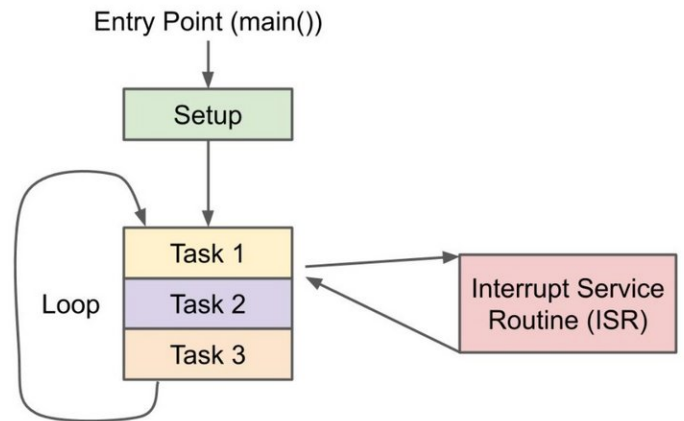 Entry Point (main())
Setup
Task 1
Loop
Task 2
Task 3
Interrupt Service
Routine (ISR)